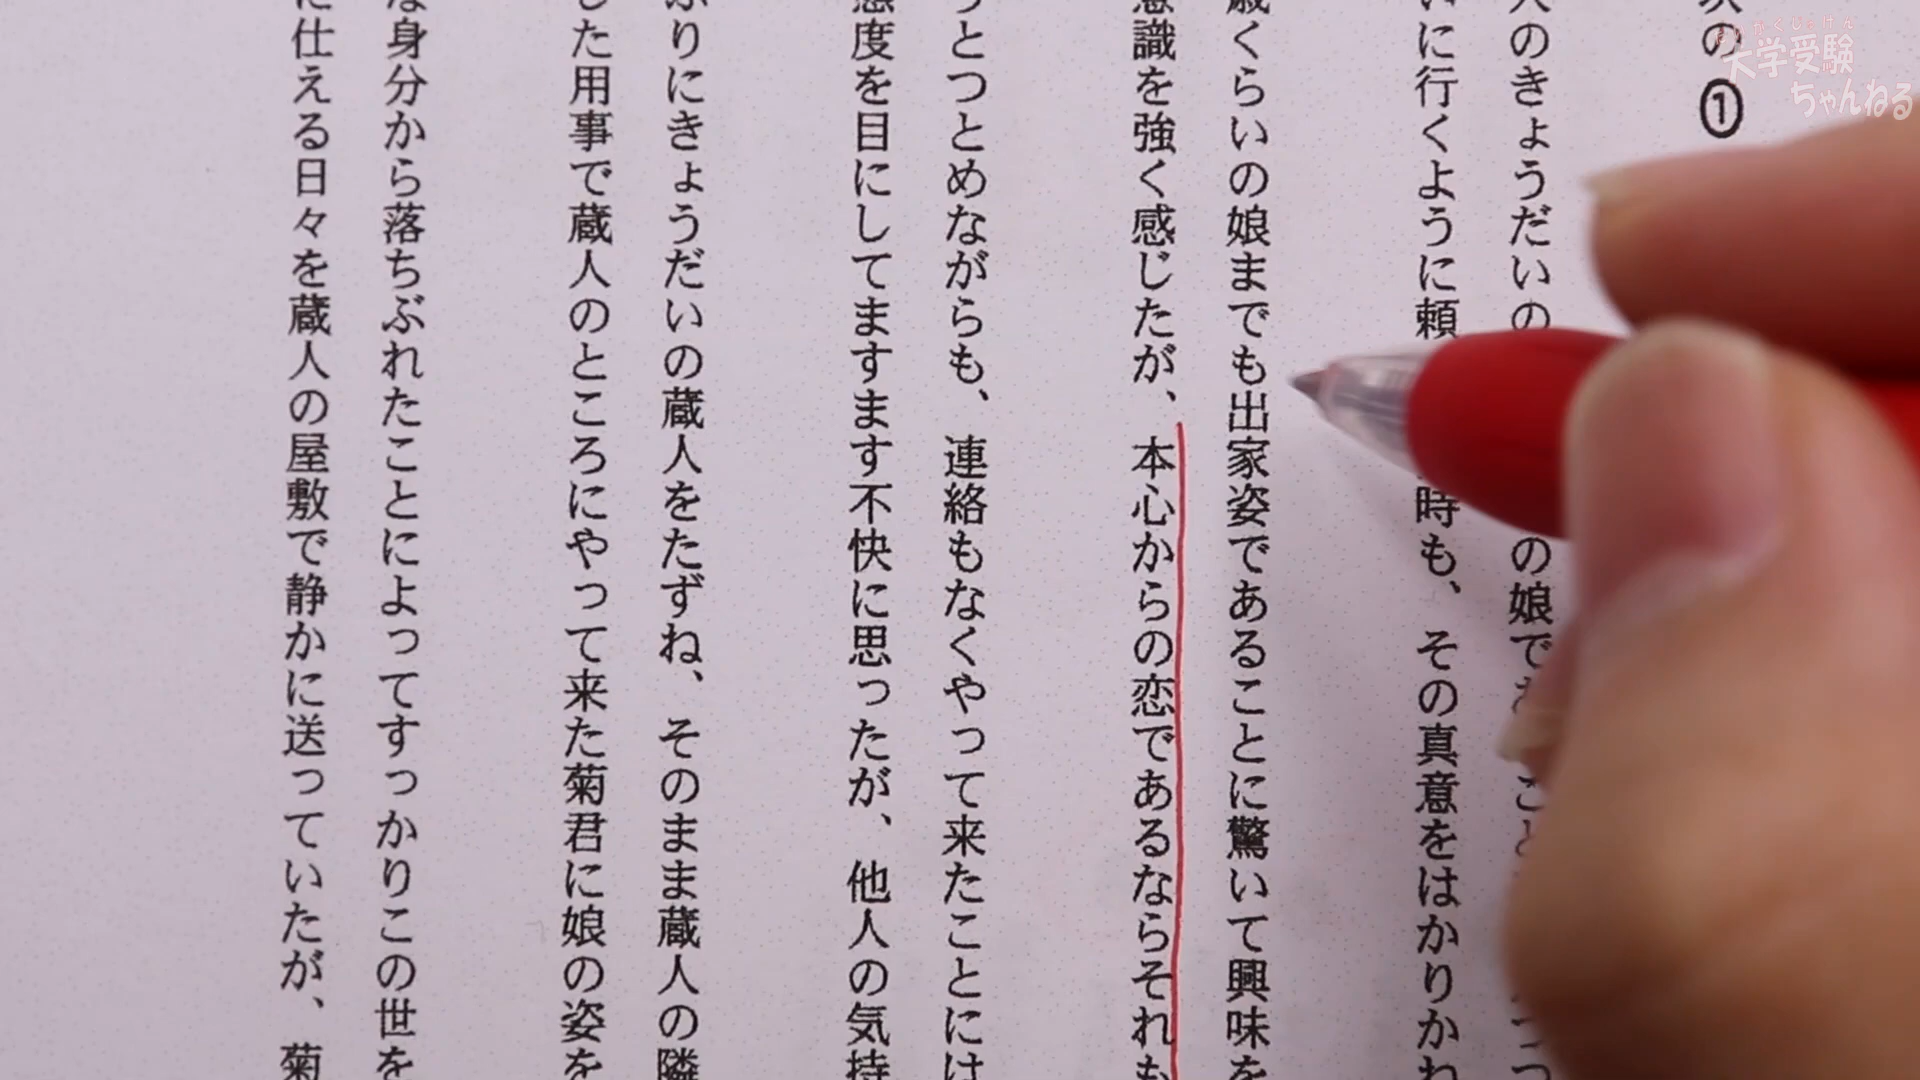 の①
人のきょうだいの の娘で
に行くように頼 時も、その真意をはかりかね
歳くらいの娘までも出家姿であることに驚いて興味を
意識を強く感じたが、本心からの恋であるならそれも
うとつとめながらも、連絡もなくやって来たことには
態度を目にしてますます不快に思ったが、他人の気持
ぶりにきょうだいの蔵人をたずね、そのまま蔵人の隣
した用事で蔵人のところにやって来た菊君に娘の姿を
な身分から落ちぶれたことによってすっかりこの世を
に仕える日々を蔵人の屋敷で静かに送っていたが、菊
だいがくじゅけん
大学受験
ちゃんねる